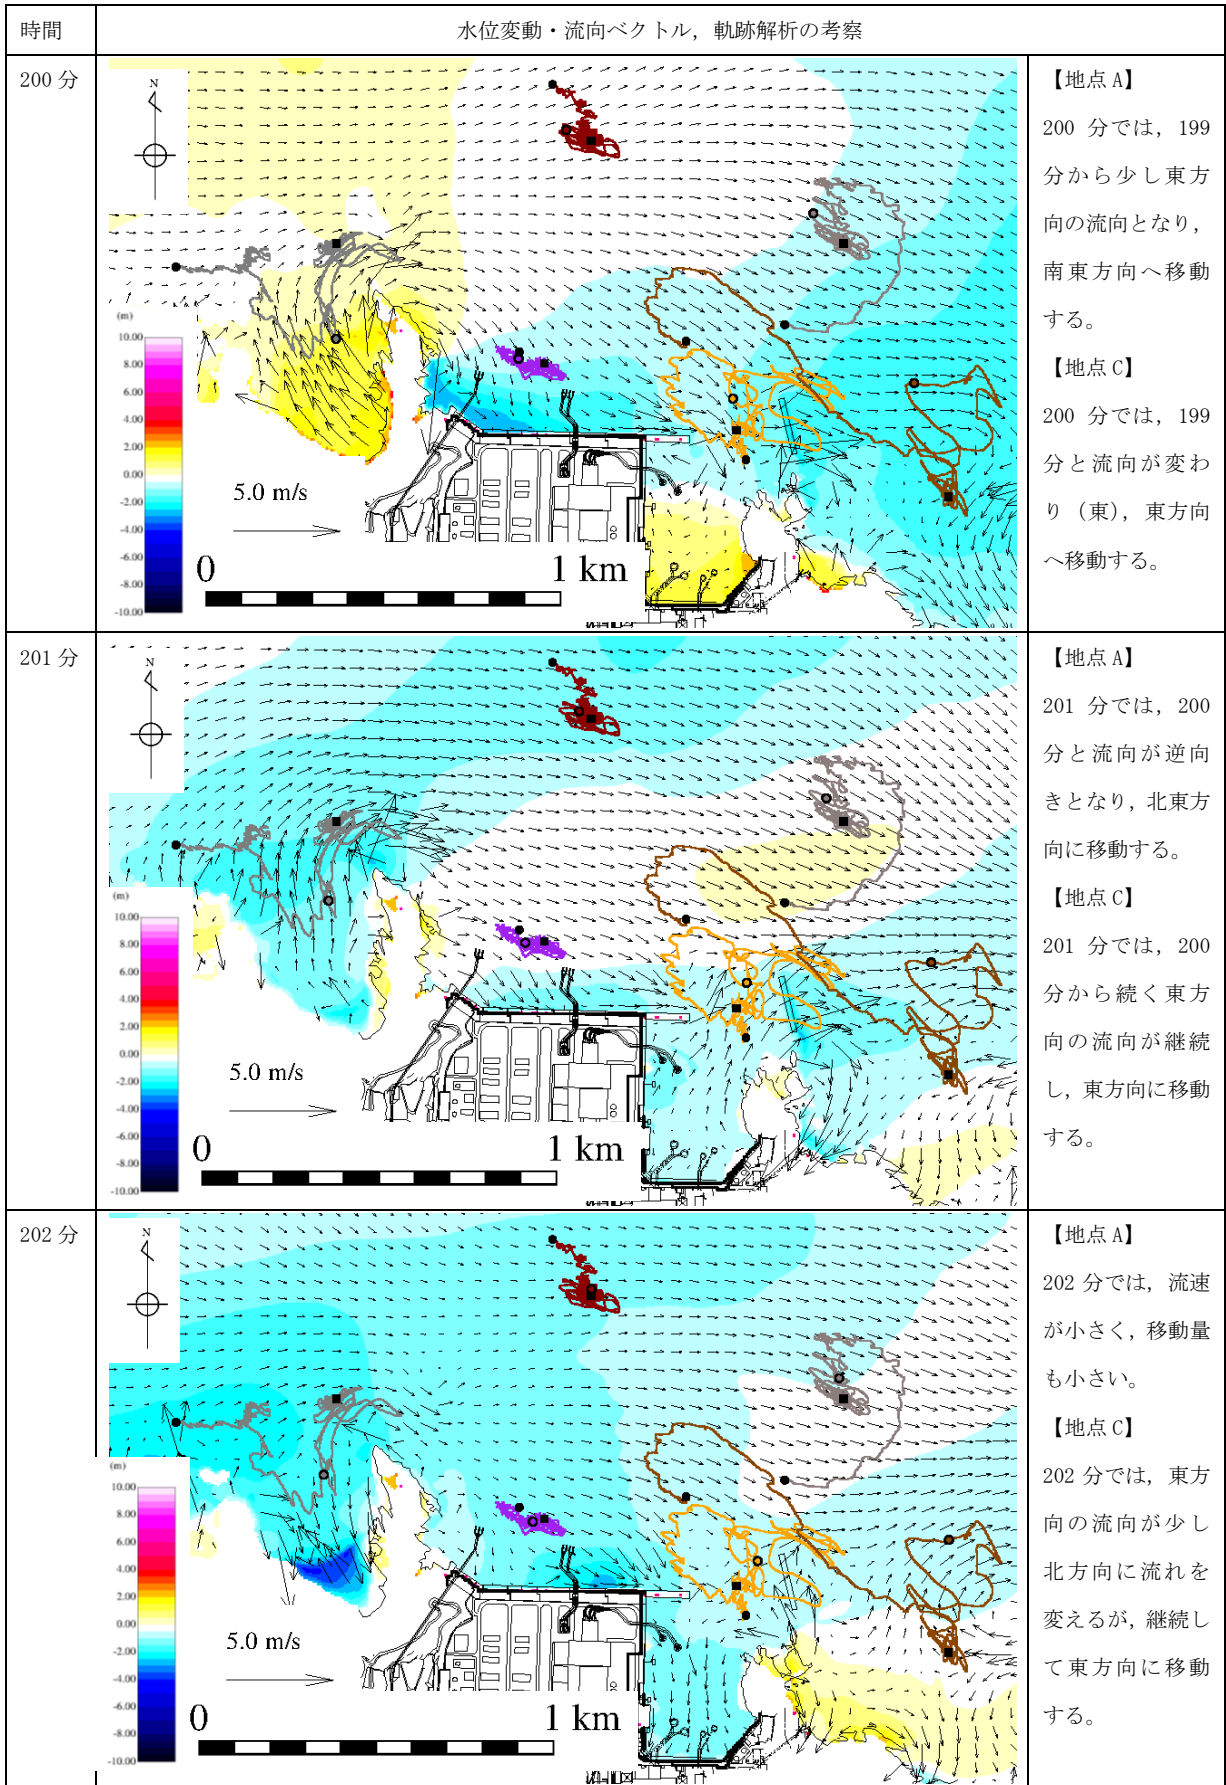 時間
水位変動・流向ベクトル，軌跡解析の考察
200 分
N
(m)
10.00
8.00
6.00
4.00
2.00
0.00
-2.00
-4.00
-6.00
-8.00
-10.00
5.0 m/s
0
1 km
【地点 A】
200 分では，199
分から少し東方
向の流向となり，
南東方向へ移動
する。
【地点 C】
200 分では，199
分と流向が変わ
り（東），東方向
へ移動する。
201 分
N
(m)
10.00
8.00
6.00
4.00
2.00
0.00
-2.00
-4.00
-6.00
-8.00
-10.00
5.0 m/s
0
1 km
【地点 A】
201 分では，200
分と流向が逆向
きとなり，北東方
向に移動する。
【地点 C】
201 分では，200
分から続く東方
向の流向が継続
し，東方向に移動
する。
202 分
N
(m)
10.00
8.00
6.00
4.00
2.00
0.00
-2.00
-4.00
-6.00
-8.00
-10.00
5.0 m/s
0
1 km
【地点 A】
202 分では，流速
が小さく，移動量
も小さい。
【地点 C】
202 分では，東方
向の流向が少し
北方向に流れを
変えるが，継続し
て東方向に移動
する。